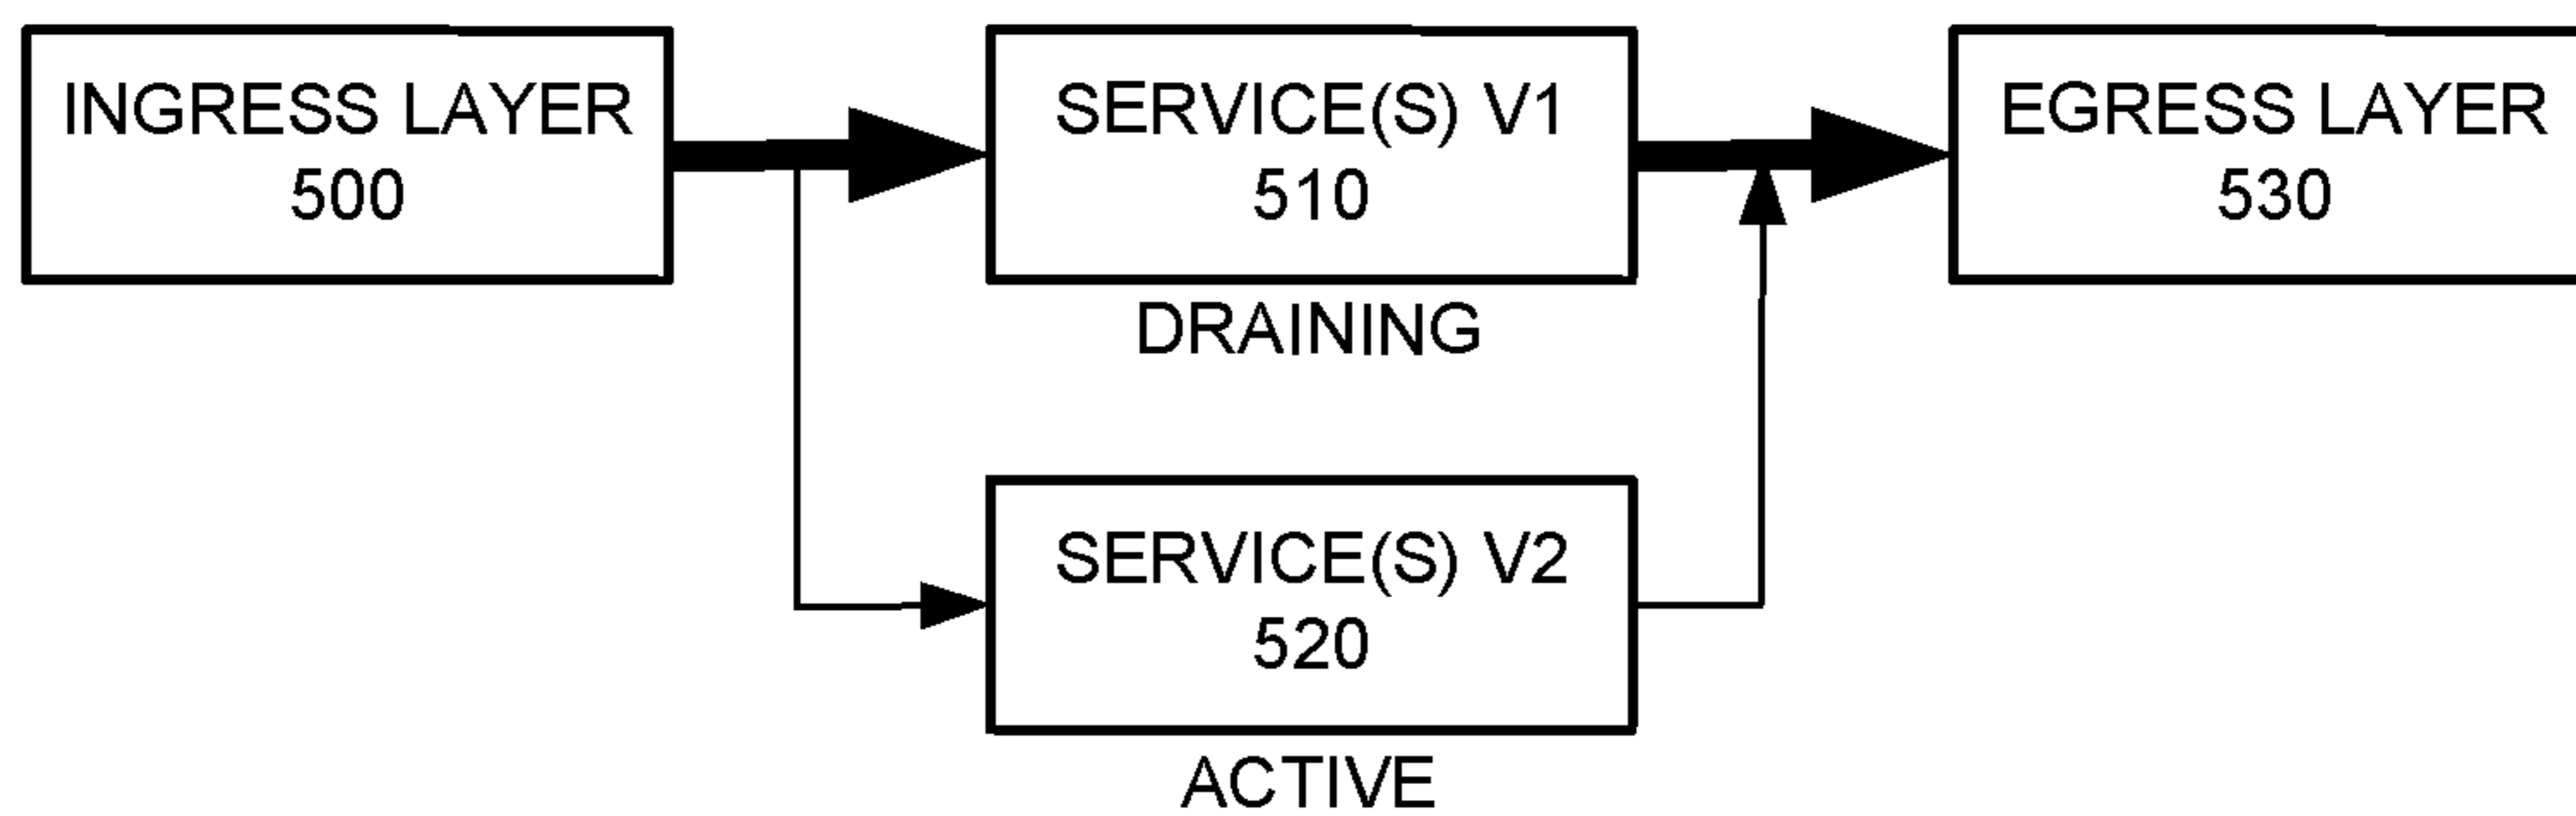 INGRESS LAYER
500
SERVICE(S) V1
510
DRAINING
EGRESS LAYER
530
SERVICE(S) V2
520
ACTIVE